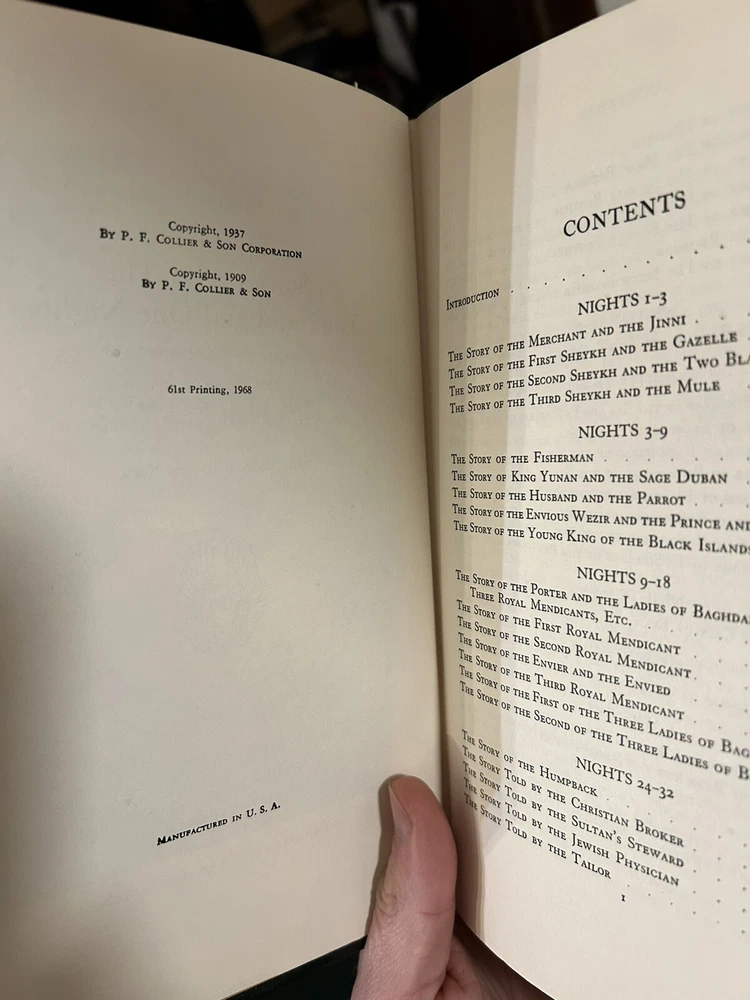 Copyright, 1937
By P. F. Collier & Son Corporation
Copyright, 1909
By P. F. Collier & Son
61st Printing, 1968
Manufactured in U. S. A.
CONTENTS
Introduction . . . . . . . . . . .
NIGHTS 1–3
The Story of the Merchant and the Jinni . . .
The Story of the First Sheykh and the Gazelle .
The Story of the Second Sheykh and the Two
The Story of the Third Sheykh and the Mule .
NIGHTS 3–9
The Story of the Fisherman . . . . . .
The Story of King Yunan and the Sage Duban .
The Story of the Husband and the Parrot . . .
The Story of the Envious Wezir and the Prince
The Story of the Young King of the Black Islands
NIGHTS 9–18
The Story of the Porter and the Ladies of
Three Royal Mendicants, Etc. . . . . .
The Story of the First Royal Mendicant . . .
The Story of the Second Royal Mendicant . . .
The Story of the Envier and the Envied . . .
The Story of the Third Royal Mendicant . . .
The Story of the First of the Three Ladies of
The Story of the Second of the Three Ladies of
NIGHTS 24–32
The Story of the Humpback . . . . . .
The Story Told by the Christian Broker . . .
The Story Told by the Sultan's Steward . . .
The Story Told by the Jewish Physician . . .
The Story Told by the Tailor . . . . .
1